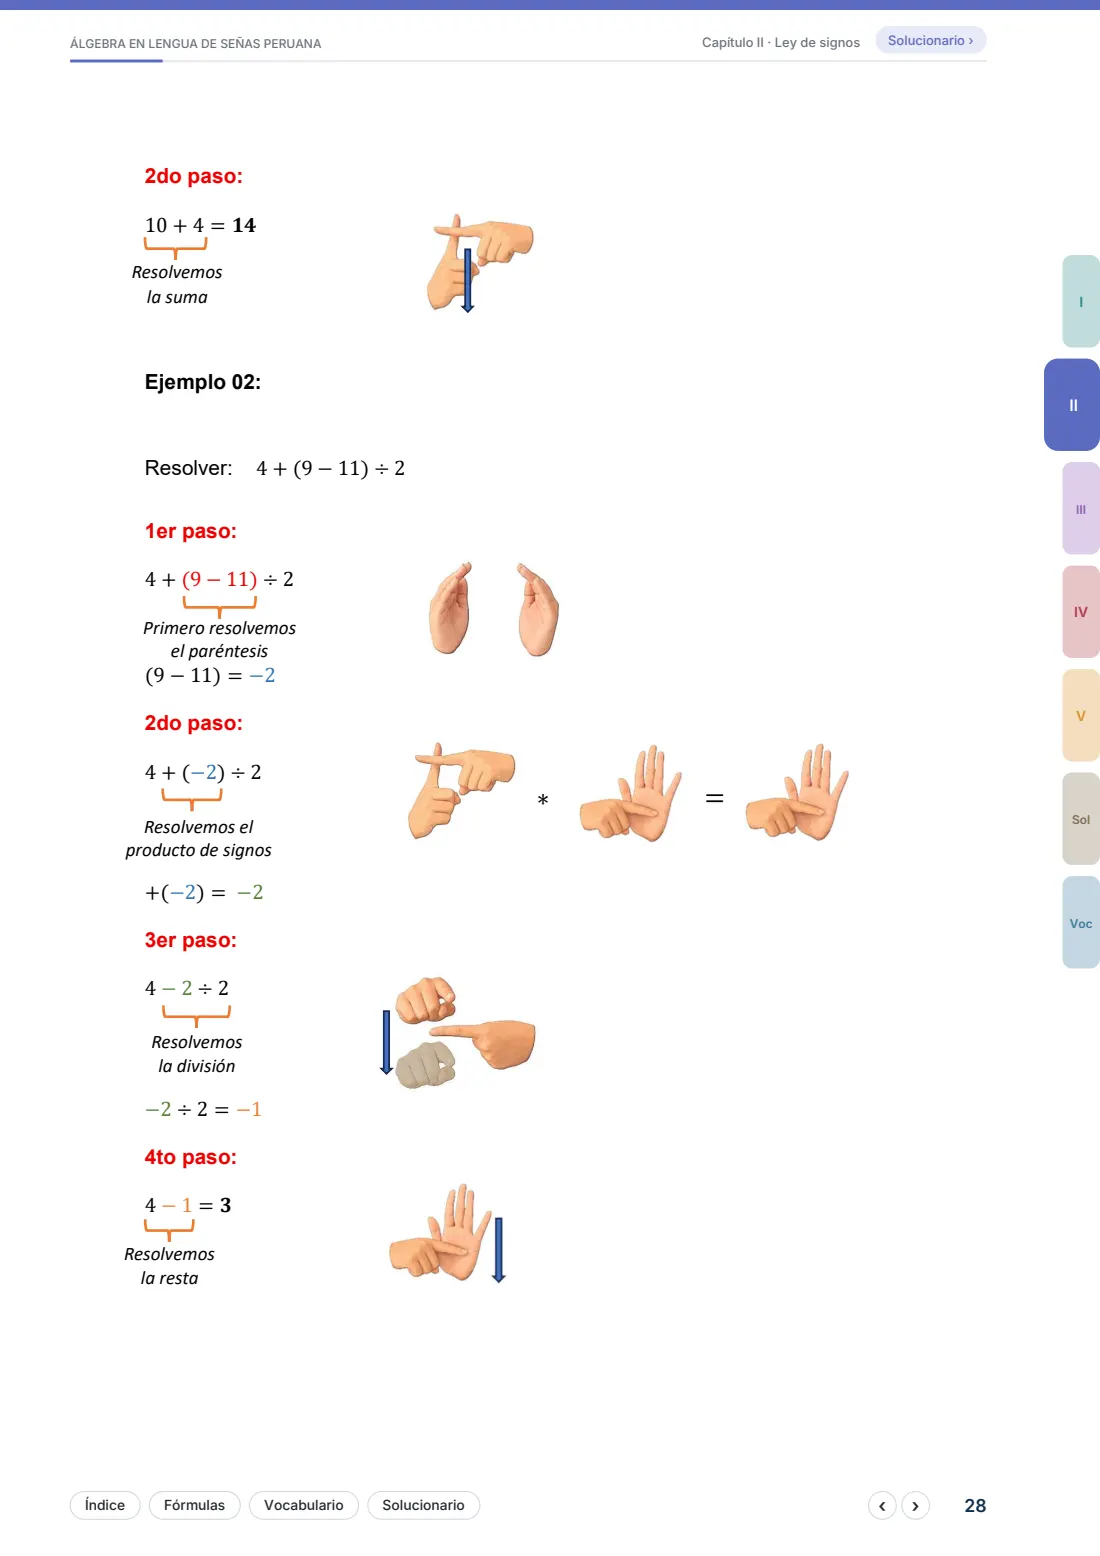 ÁLGEBRA EN LENGUA DE SEÑAS PERUANA
Capítulo II · Ley de signos
Solucionario ›
2do paso:
10 + 4 = 14
Resolvemos
la suma
Ejemplo 02:
Resolver: 4 + (9 − 11) ÷ 2
1er paso:
4 + (9 − 11) ÷ 2
Primero resolvemos
el paréntesis
(9 − 11) = −2
2do paso:
4 + (−2) ÷ 2
Resolvemos el
producto de signos
* =
+(−2) = −2
3er paso:
4 − 2 ÷ 2
Resolvemos
la división
−2 ÷ 2 = −1
4to paso:
4 − 1 = 3
Resolvemos
la resta
I
II
III
IV
V
Sol
Voc
Índice
Fórmulas
Vocabulario
Solucionario
‹ ›
28